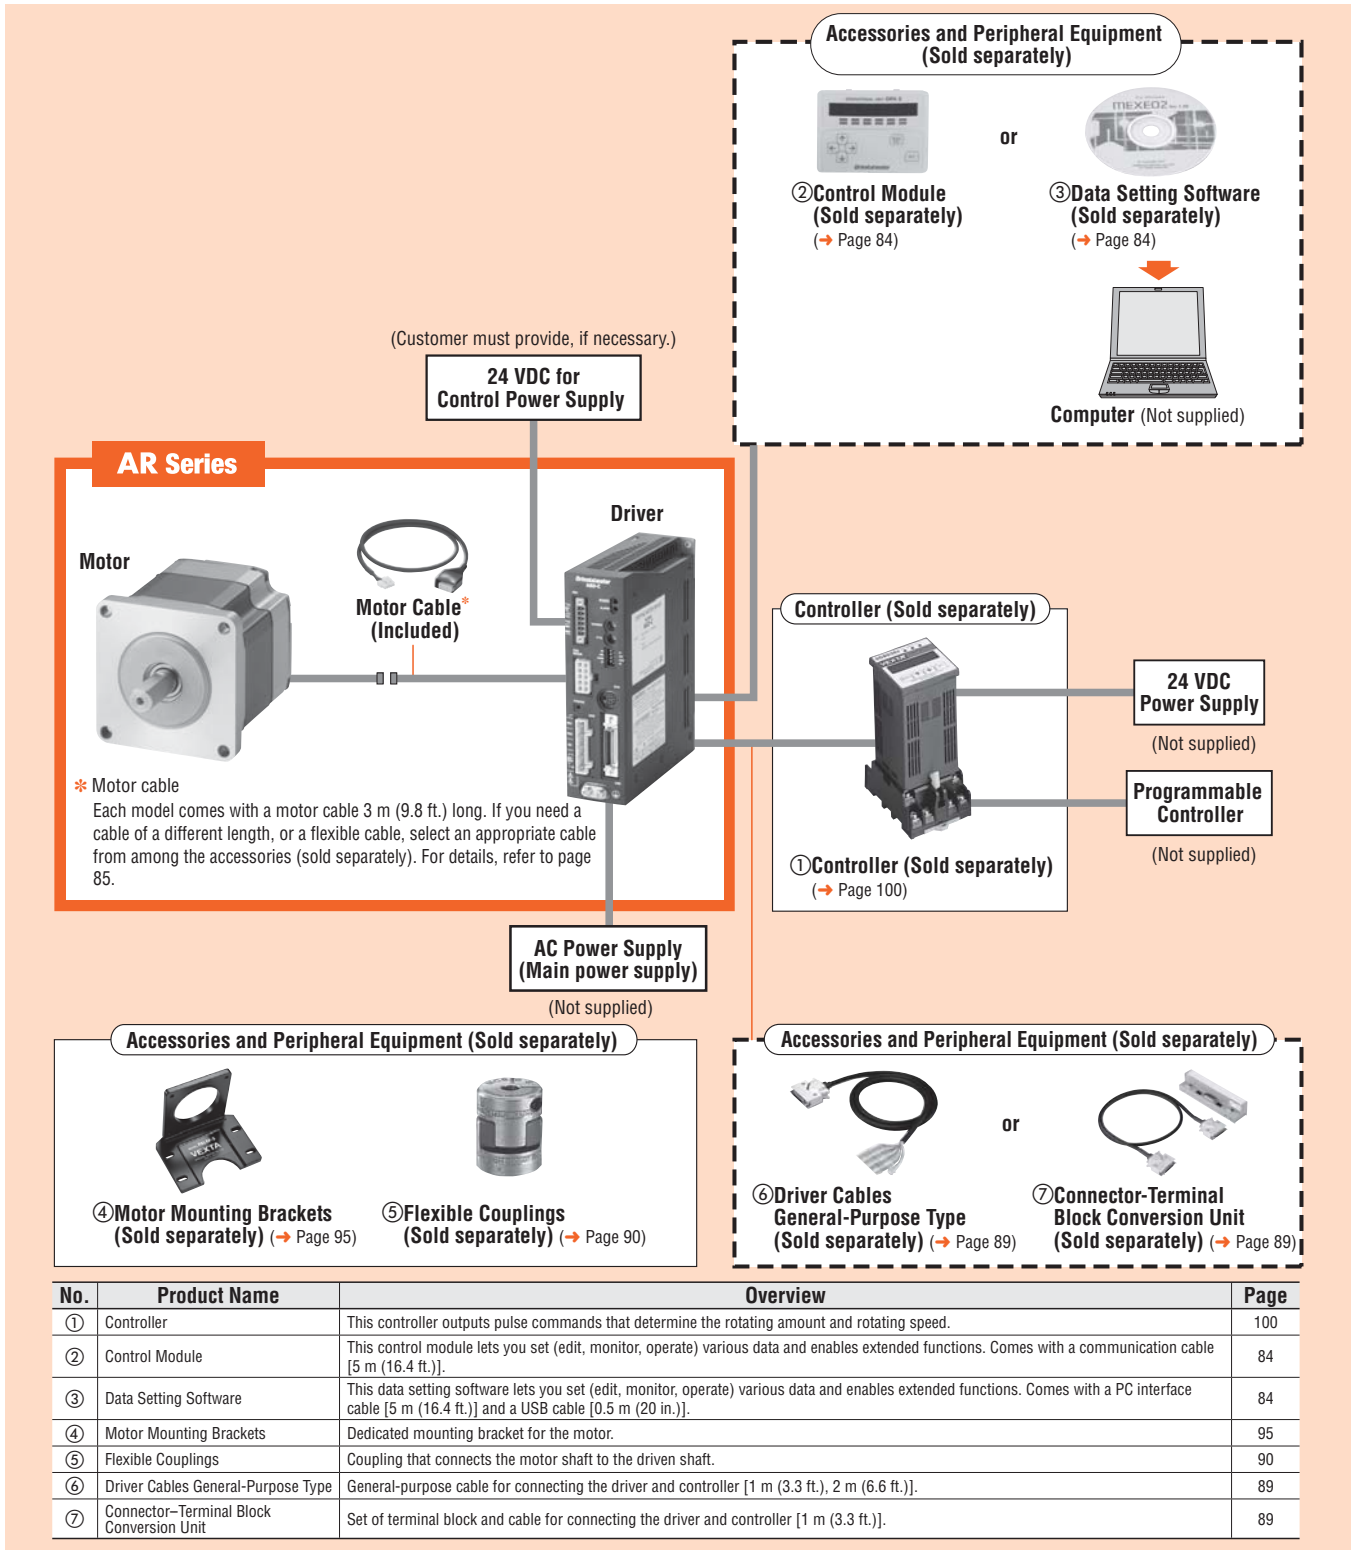 Accessories and Peripheral Equipment
(Sold separately)
MEXE02
or
②Control Module
(Sold separately)
(➜ Page 84)
③Data Setting Software
(Sold separately)
(➜ Page 84)
Computer (Not supplied)
(Customer must provide, if necessary.)
24 VDC for
Control Power Supply
AR Series
Motor
Motor Cable*
(Included)
Driver
* Motor cable
Each model comes with a motor cable 3 m (9.8 ft.) long. If you need a
cable of a different length, or a flexible cable, select an appropriate cable
from among the accessories (sold separately). For details, refer to page
85.
Controller (Sold separately)
VEXTA
①Controller (Sold separately)
(➜ Page 100)
24 VDC
Power Supply
(Not supplied)
Programmable
Controller
(Not supplied)
AC Power Supply
(Main power supply)
(Not supplied)
Accessories and Peripheral Equipment (Sold separately)
VEXTA
④Motor Mounting Brackets
(Sold separately) (➜ Page 95)
⑤Flexible Couplings
(Sold separately) (➜ Page 90)
Accessories and Peripheral Equipment (Sold separately)
or
⑥Driver Cables
General-Purpose Type
(Sold separately) (➜ Page 89)
⑦Connector-Terminal
Block Conversion Unit
(Sold separately) (➜ Page 89)
No. Product Name Overview Page
① Controller This controller outputs pulse commands that determine the rotating amount and rotating speed. 100
② Control Module This control module lets you set (edit, monitor, operate) various data and enables extended functions. Comes with a communication cable
[5 m (16.4 ft.)]. 84
③ Data Setting Software This data setting software lets you set (edit, monitor, operate) various data and enables extended functions. Comes with a PC interface
cable [5 m (16.4 ft.)] and a USB cable [0.5 m (20 in.)]. 84
④ Motor Mounting Brackets Dedicated mounting bracket for the motor. 95
⑤ Flexible Couplings Coupling that connects the motor shaft to the driven shaft. 90
⑥ Driver Cables General-Purpose Type General-purpose cable for connecting the driver and controller [1 m (3.3 ft.), 2 m (6.6 ft.)]. 89
⑦ Connector–Terminal Block
Conversion Unit Set of terminal block and cable for connecting the driver and controller [1 m (3.3 ft.)]. 89